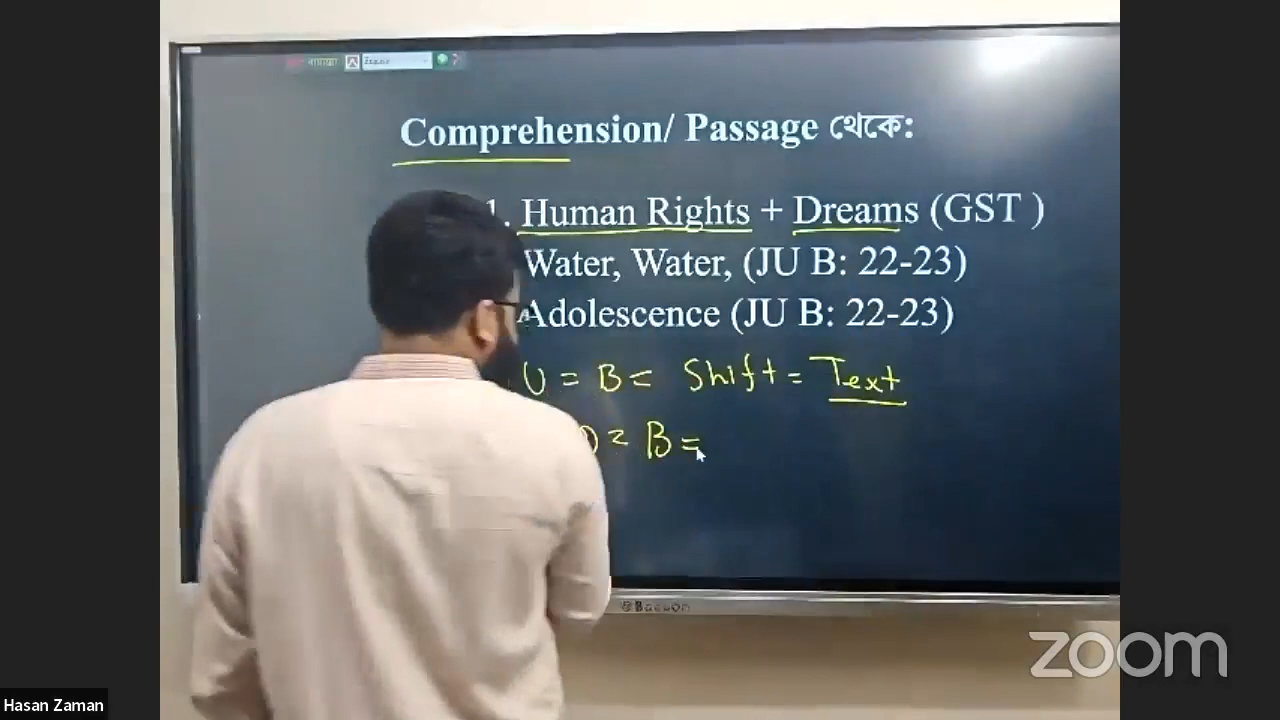 Comprehension/ Passage থেকে:
1. Human Rights + Dreams (GST )
Water, Water, (JU B: 22-23)
Adolescence (JU B: 22-23)
U = B < Shift = Text
= B =
zoom
Hasan Zaman